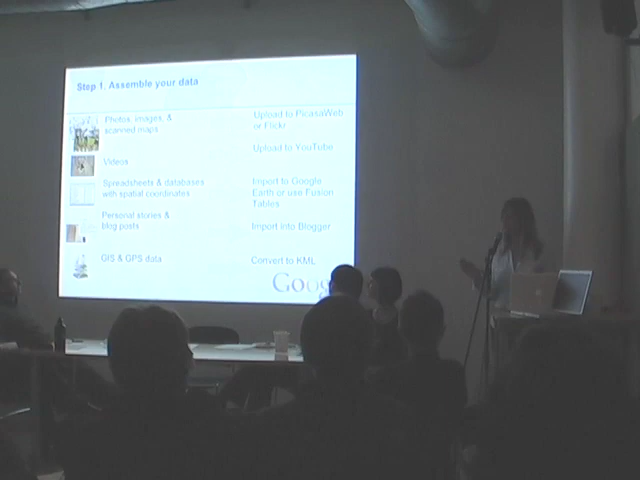 Step 1. Assemble your data
Photos, images, &
scanned maps
Upload to PicasaWeb
or Flickr
Upload to YouTube
Videos
Spreadsheets & databases
with spatial coordinates
Import to Google
Earth or use Fusion
Tables
Personal stories &
blog posts
Import into Blogger
GIS & GPS data
Convert to KML
Goog